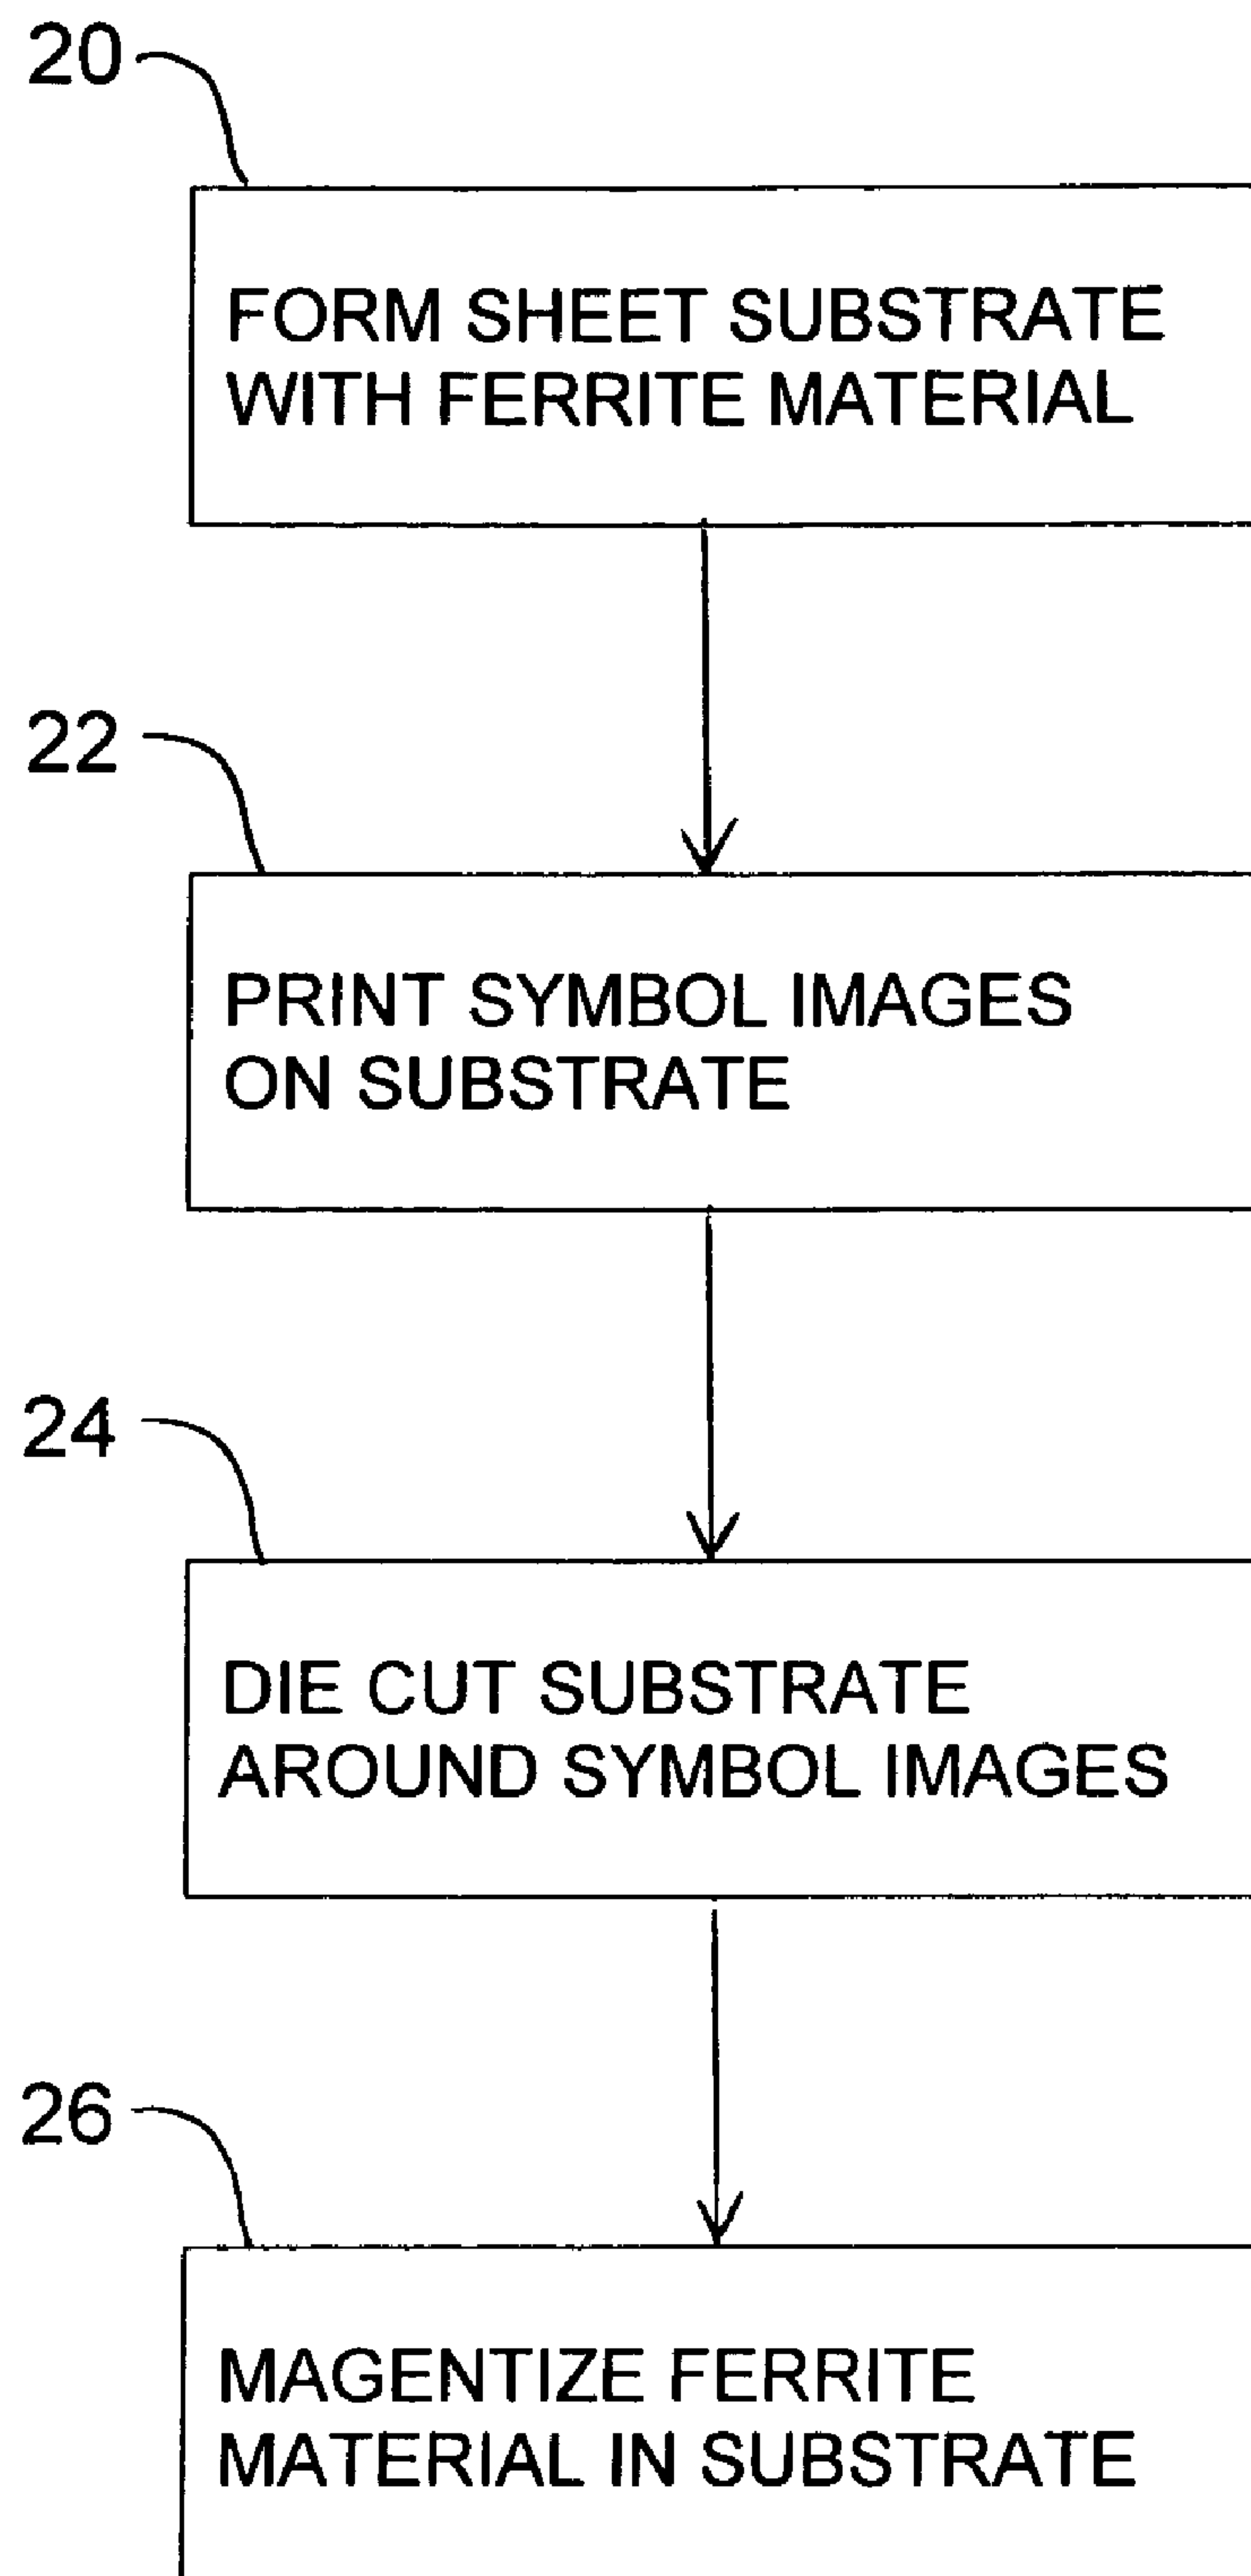 20
FORM SHEET SUBSTRATE
WITH FERRITE MATERIAL
22
PRINT SYMBOL IMAGES
ON SUBSTRATE
24
DIE CUT SUBSTRATE
AROUND SYMBOL IMAGES
26
MAGENTIZE FERRITE
MATERIAL IN SUBSTRATE